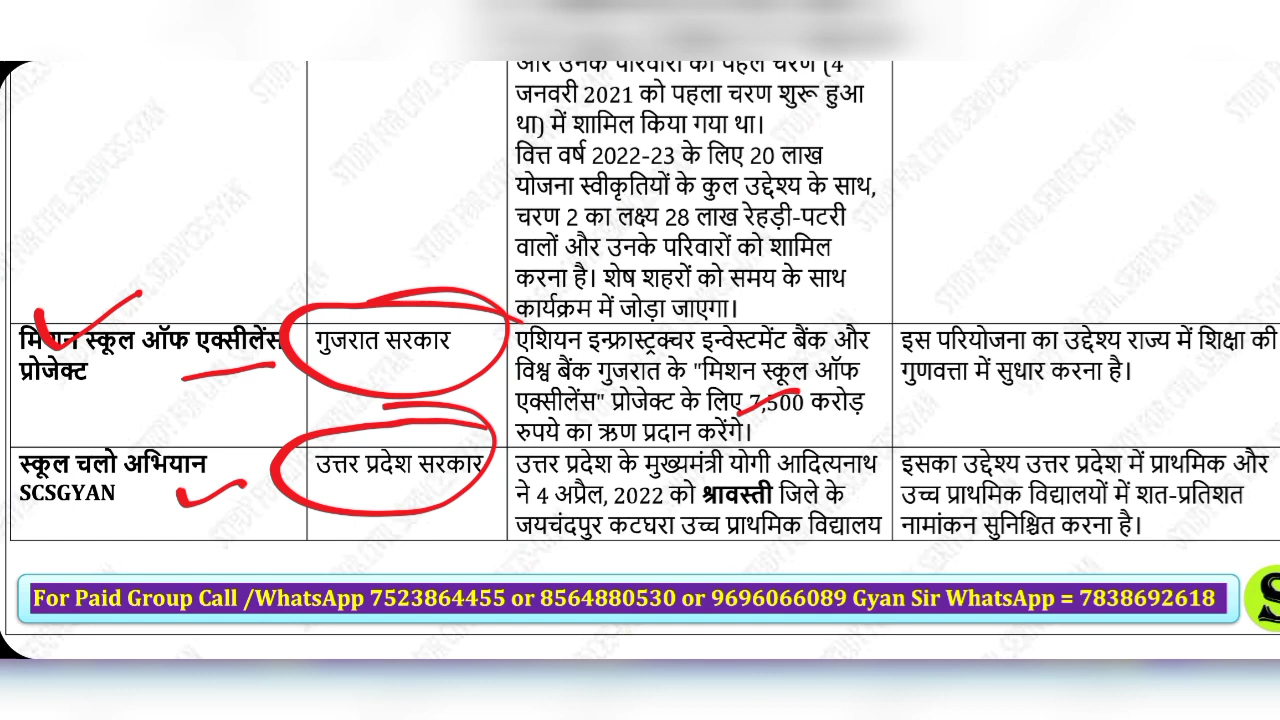 और उनके परिवारों को पहले चरण (4
जनवरी 2021 को पहला चरण शुरू हुआ
था) में शामिल किया गया था।
वित्त वर्ष 2022-23 के लिए 20 लाख
योजना स्वीकृतियों के कुल उद्देश्य के साथ,
चरण 2 का लक्ष्य 28 लाख रेहड़ी-पटरी
वालों और उनके परिवारों को शामिल
करना है। शेष शहरों को समय के साथ
कार्यक्रम में जोड़ा जाएगा।
मिशन स्कूल ऑफ एक्सीलेंस
प्रोजेक्ट
गुजरात सरकार
एशियन इन्फ्रास्ट्रक्चर इन्वेस्टमेंट बैंक और
विश्व बैंक गुजरात के "मिशन स्कूल ऑफ
एक्सीलेंस" प्रोजेक्ट के लिए 7,500 करोड़
रुपये का ऋण प्रदान करेंगे।
इस परियोजना का उद्देश्य राज्य में शिक्षा की
गुणवत्ता में सुधार करना है।
स्कूल चलो अभियान
SCSGYAN
उत्तर प्रदेश सरकार
उत्तर प्रदेश के मुख्यमंत्री योगी आदित्यनाथ
ने 4 अप्रैल, 2022 को श्रावस्ती जिले के
जयचंदपुर कटघरा उच्च प्राथमिक विद्यालय
इसका उद्देश्य उत्तर प्रदेश में प्राथमिक और
उच्च प्राथमिक विद्यालयों में शत-प्रतिशत
नामांकन सुनिश्चित करना है।
For Paid Group Call /WhatsApp 7523864455 or 8564880530 or 9696066089 Gyan Sir WhatsApp = 7838692618
STUDY FOR CIVIL SERVICES-GYAN